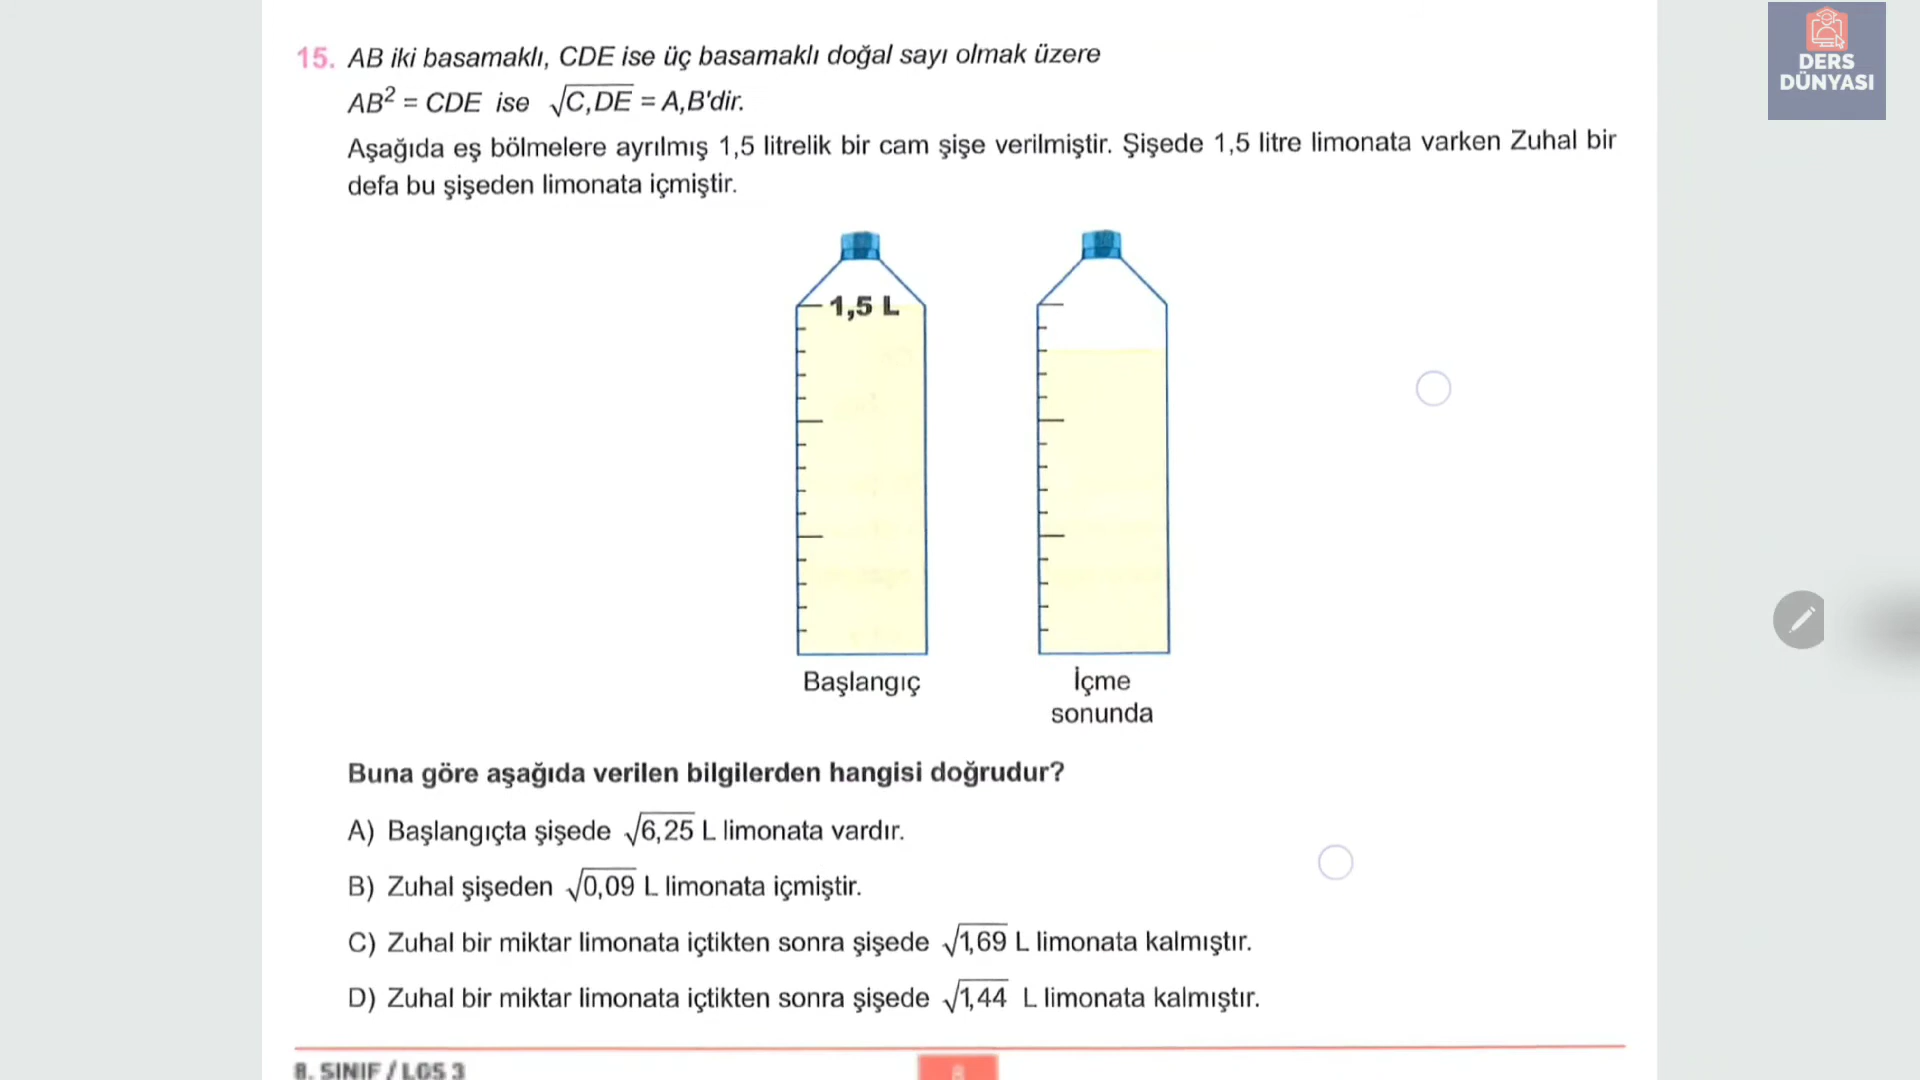 DERS
DÜNYASI
15. AB iki basamaklı, CDE ise üç basamaklı doğal sayı olmak üzere
AB² = CDE ise √C,DE = A,B'dir.
Aşağıda eş bölmelere ayrılmış 1,5 litrelik bir cam şişe verilmiştir. Şişede 1,5 litre limonata varken Zuhal bir
defa bu şişeden limonata içmiştir.
1,5 L
Başlangıç
İçme
sonunda
Buna göre aşağıda verilen bilgilerden hangisi doğrudur?
A) Başlangıçta şişede √6,25 L limonata vardır.
B) Zuhal şişeden √0,09 L limonata içmiştir.
C) Zuhal bir miktar limonata içtikten sonra şişede √1,69 L limonata kalmıştır.
D) Zuhal bir miktar limonata içtikten sonra şişede √1,44 L limonata kalmıştır.
8. SINIF / LGS 3
8